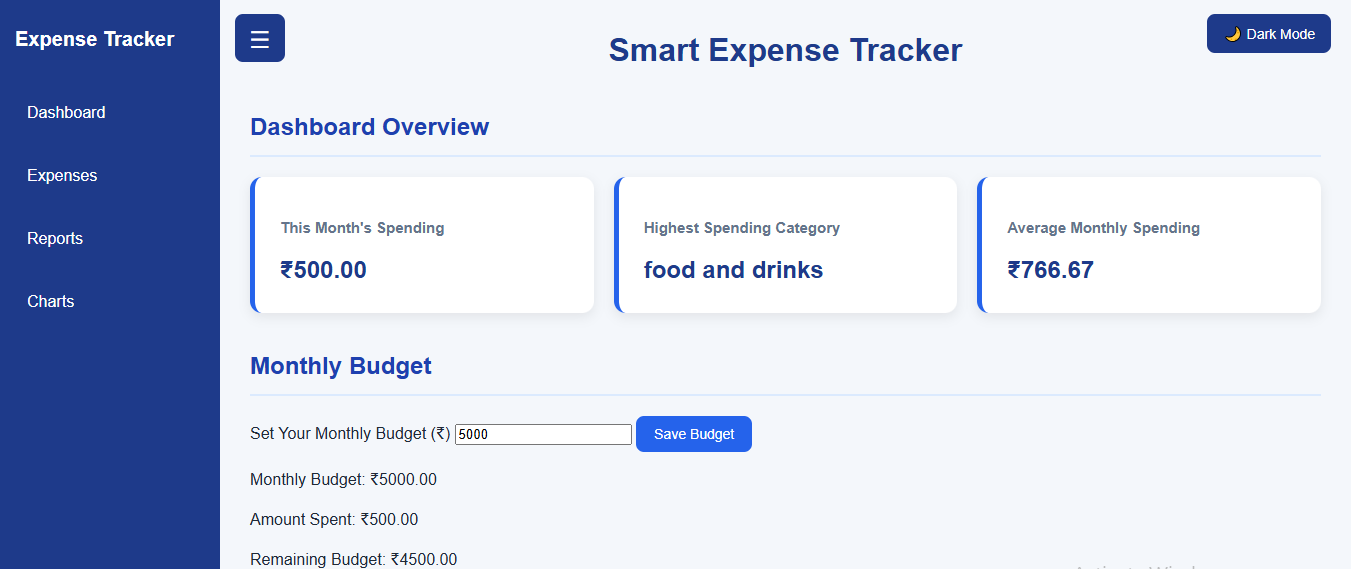 Expense Tracker
Dashboard
Expenses
Reports
Charts
☰
Smart Expense Tracker
🌙 Dark Mode
Dashboard Overview
This Month's Spending
₹500.00
Highest Spending Category
food and drinks
Average Monthly Spending
₹766.67
Monthly Budget
Set Your Monthly Budget (₹) 5000 Save Budget
Monthly Budget: ₹5000.00
Amount Spent: ₹500.00
Remaining Budget: ₹4500.00